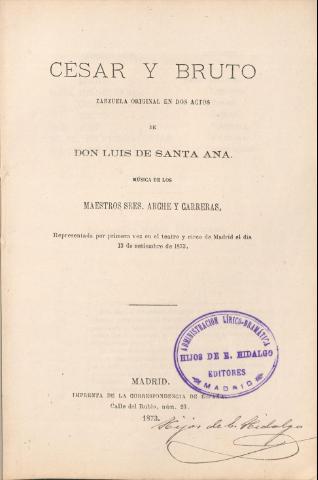 CÉSAR Y BRUTO
ZARZUELA ORIGINAL EN DOS ACTOS
DE
DON LUIS DE SANTA ANA.
MÚSICA DE LOS
MAESTROS SRES. ARCHE Y CARRERAS,
Representada por primera vez en el teatro y circo de Madrid el dia
13 de setiembre de 1873.
ADMINISTRACION LÍRICO-DRAMÁTICA
HIJOS DE E. HIDALGO
EDITORES
MADRID
MADRID.
IMPRENTA DE LA CORRESPONDENCIA DE ESPAÑA,
Calle del Rubio, núm. 23.
1873.
Hijos de E. Hidalgo